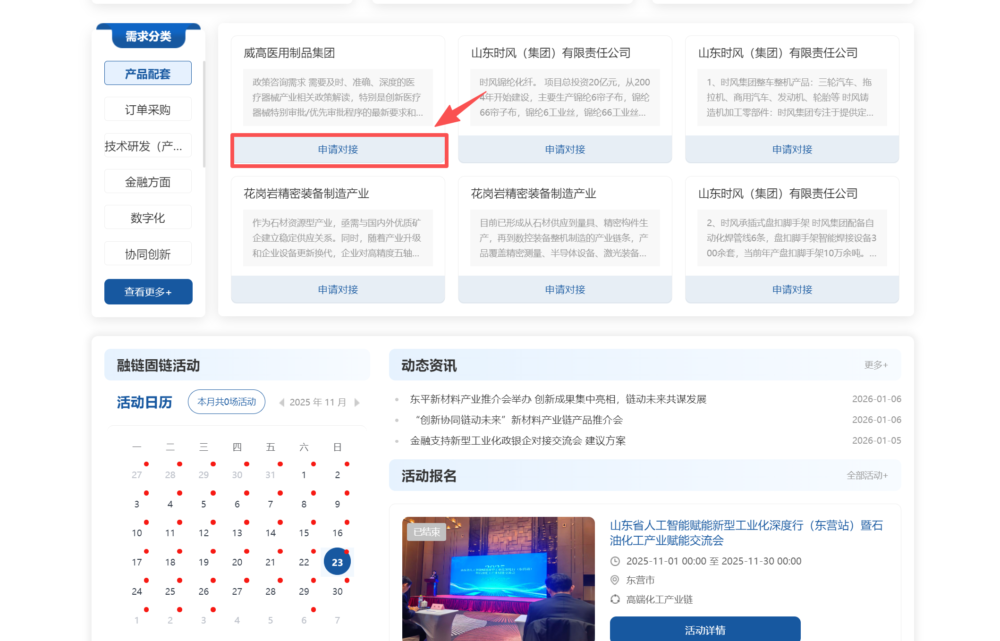 需求分类
产品配套
订单采购
技术研发（产...
金融方面
数字化
协同创新
查看更多+
威高医用制品集团
政策咨询需求 需要及时、准确、深度的医
疗器械产业相关政策解读，特别是创新医疗
器械特别审批/优先审批程序的最新要求和...
申请对接
山东时风（集团）有限责任公司
时风锦纶化纤。 项目总投资20亿元，从200
4年开始建设，主要生产锦纶6帘子布，锦纶
66帘子布，锦纶6工业丝，锦纶66工业丝...
申请对接
山东时风（集团）有限责任公司
1、时风集团整车整机产品：三轮汽车、拖
拉机、商用汽车、发动机、轮胎等 时风铸
造机加工零部件：时风集团专注于提供定...
申请对接
花岗岩精密装备制造产业
作为石材资源型产业，亟需与国内外优质矿
企建立稳定供应关系。同时，随着产业升级
和企业设备更新换代，企业对高精度五轴...
申请对接
花岗岩精密装备制造产业
目前已形成从石材供应到量具、精密构件生
产，再到数控装备整机制造的产业链条，产
品覆盖精密测量、半导体设备、激光装备...
申请对接
山东时风（集团）有限责任公司
2、时风承插式盘扣脚手架 时风集团配备自
动化焊管线6条，盘扣脚手架智能焊接设备3
00余套，当前年产盘扣脚手架10万余吨。...
申请对接
融链固链活动
活动日历 本月共0场活动 2025 年 11 月
一 二 三 四 五 六 日
27 28 29 30 31 1 2
3 4 5 6 7 8 9
10 11 12 13 14 15 16
17 18 19 20 21 22 23
24 25 26 27 28 29 30
1 2 3 4 5 6 7
动态资讯 更多+
东平新材料产业推介会举办 创新成果集中亮相，链动未来共谋发展 2026-01-06
“创新协同链动未来”新材料产业链产品推介会 2026-01-06
金融支持新型工业化政银企对接交流会 建议方案 2026-01-05
活动报名 全部活动+
已结束
2025
山东省人工智能赋能新型工业化深度行（东营站）
暨石油化工产业赋能交流会
山东省人工智能赋能新型工业化深度行（东营站）暨石
油化工产业赋能交流会
2025-11-01 00:00 至 2025-11-30 00:00
东营市
高端化工产业链
活动详情